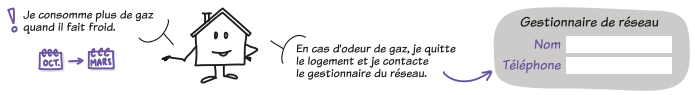 ! Je consomme plus de gaz
quand il fait froid.
OCT. → MARS
En cas d'odeur de gaz, je quitte
le logement et je contacte
le gestionnaire du réseau.
Gestionnaire de réseau
Nom
Téléphone